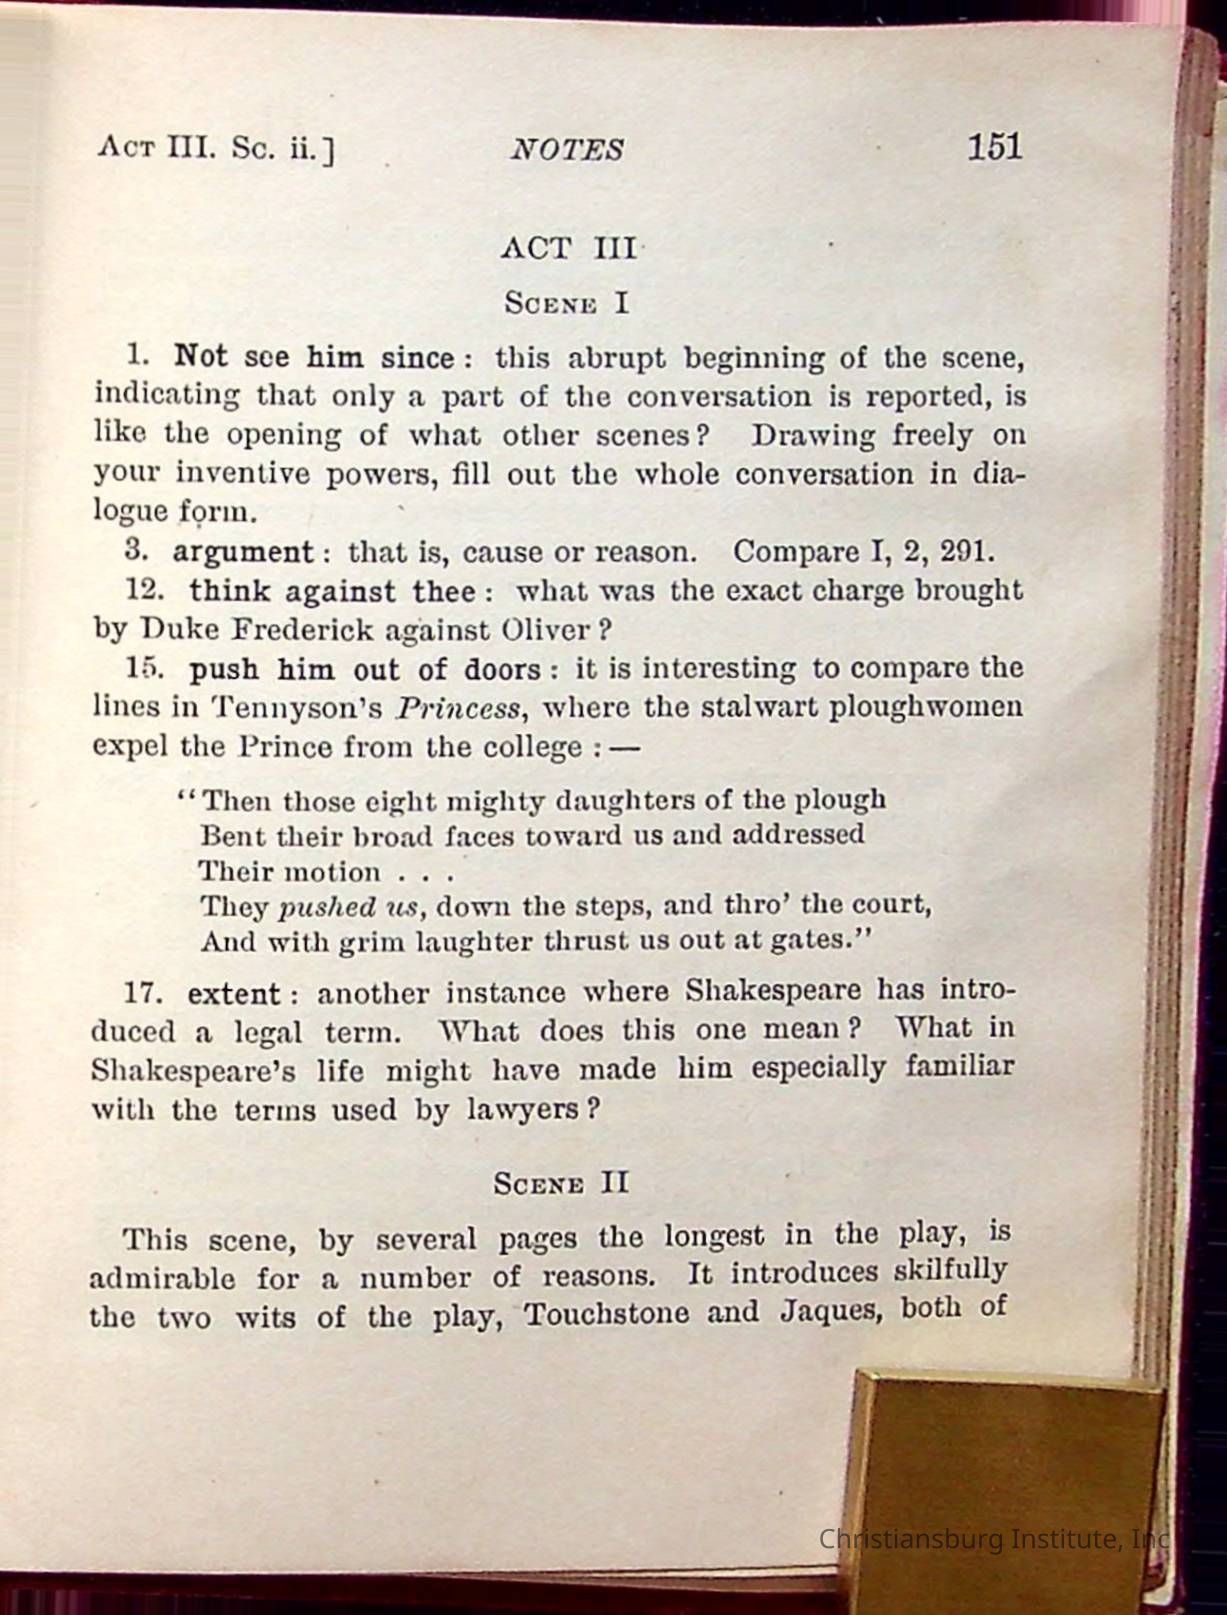 ACT III. Sc. ii.] NOTES 151
ACT III
SCENE I
1. Not see him since : this abrupt beginning of the scene,
indicating that only a part of the conversation is reported, is
like the opening of what other scenes? Drawing freely on
your inventive powers, fill out the whole conversation in dia-
logue form.
3. argument : that is, cause or reason. Compare I, 2, 291.
12. think against thee : what was the exact charge brought
by Duke Frederick against Oliver ?
15. push him out of doors : it is interesting to compare the
lines in Tennyson's Princess, where the stalwart ploughwomen
expel the Prince from the college : —
“Then those eight mighty daughters of the plough
Bent their broad faces toward us and addressed
Their motion . . .
They pushed us, down the steps, and thro’ the court,
And with grim laughter thrust us out at gates.”
17. extent : another instance where Shakespeare has intro-
duced a legal term. What does this one mean ? What in
Shakespeare's life might have made him especially familiar
with the terms used by lawyers ?
SCENE II
This scene, by several pages the longest in the play, is
admirable for a number of reasons. It introduces skilfully
the two wits of the play, Touchstone and Jaques, both of
Christiansburg Institute, Inc